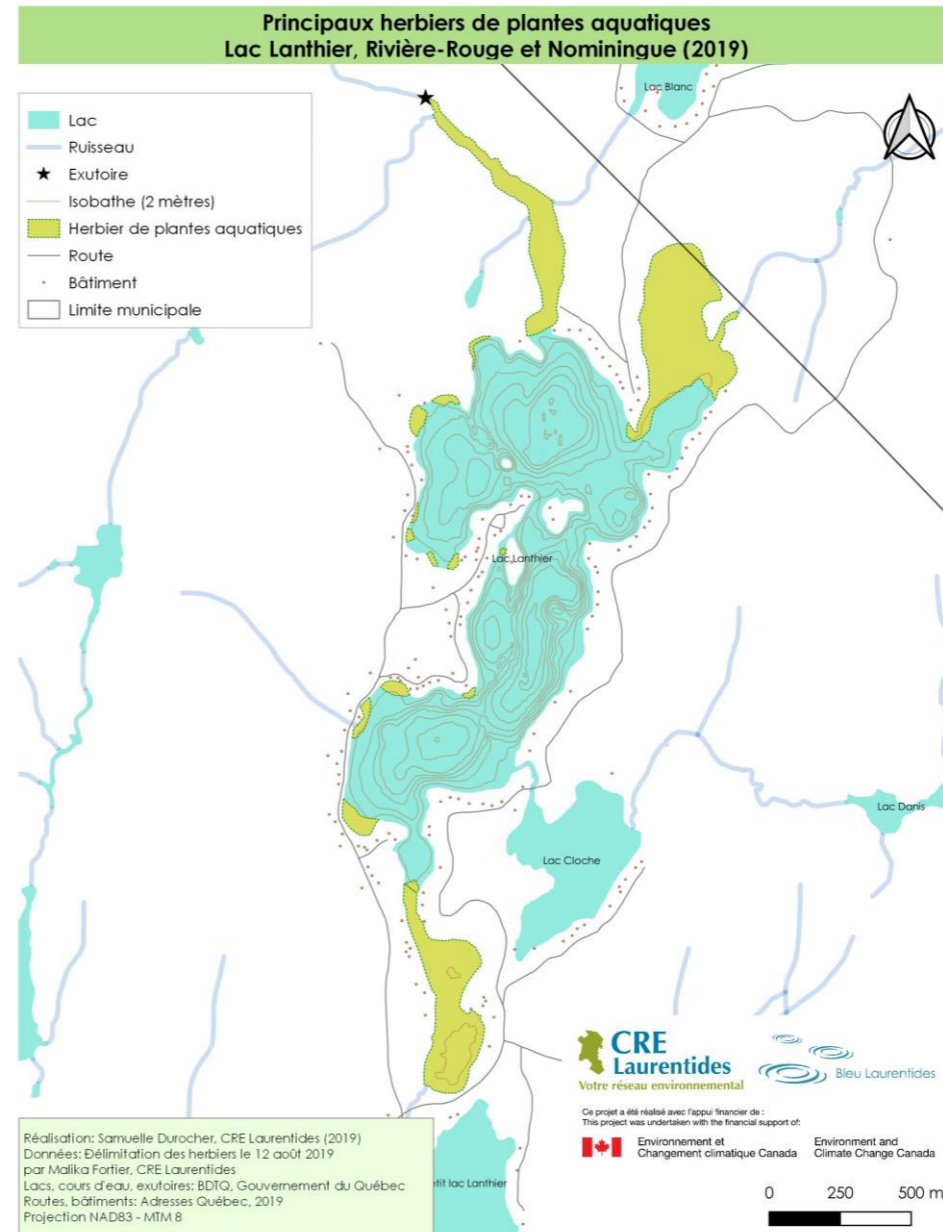 Principaux herbiers de plantes aquatiques
Lac Lanthier, Rivière-Rouge et Nominingue (2019)
Lac
Ruisseau
Exutoire
Isobathe (2 mètres)
Herbier de plantes aquatiques
Route
Bâtiment
Limite municipale
Lac Blanc
Lac Lanthier
Lac Danis
Lac Cloche
CRE
Laurentides
Votre réseau environnemental
Bleu Laurentides
Ce projet a été réalisé avec l'appui financier de :
This project was undertaken with the financial support of:
Environnement et
Changement climatique Canada
Environment and
Climate Change Canada
0 250 500 m
tit lac Lanthier
Réalisation: Samuelle Durocher, CRE Laurentides (2019)
Données: Délimitation des herbiers le 12 août 2019
par Malika Fortier, CRE Laurentides
Lacs, cours d'eau, exutoires: BDTQ, Gouvernement du Québec
Routes, bâtiments: Adresses Québec, 2019
Projection NAD83 - MTM 8